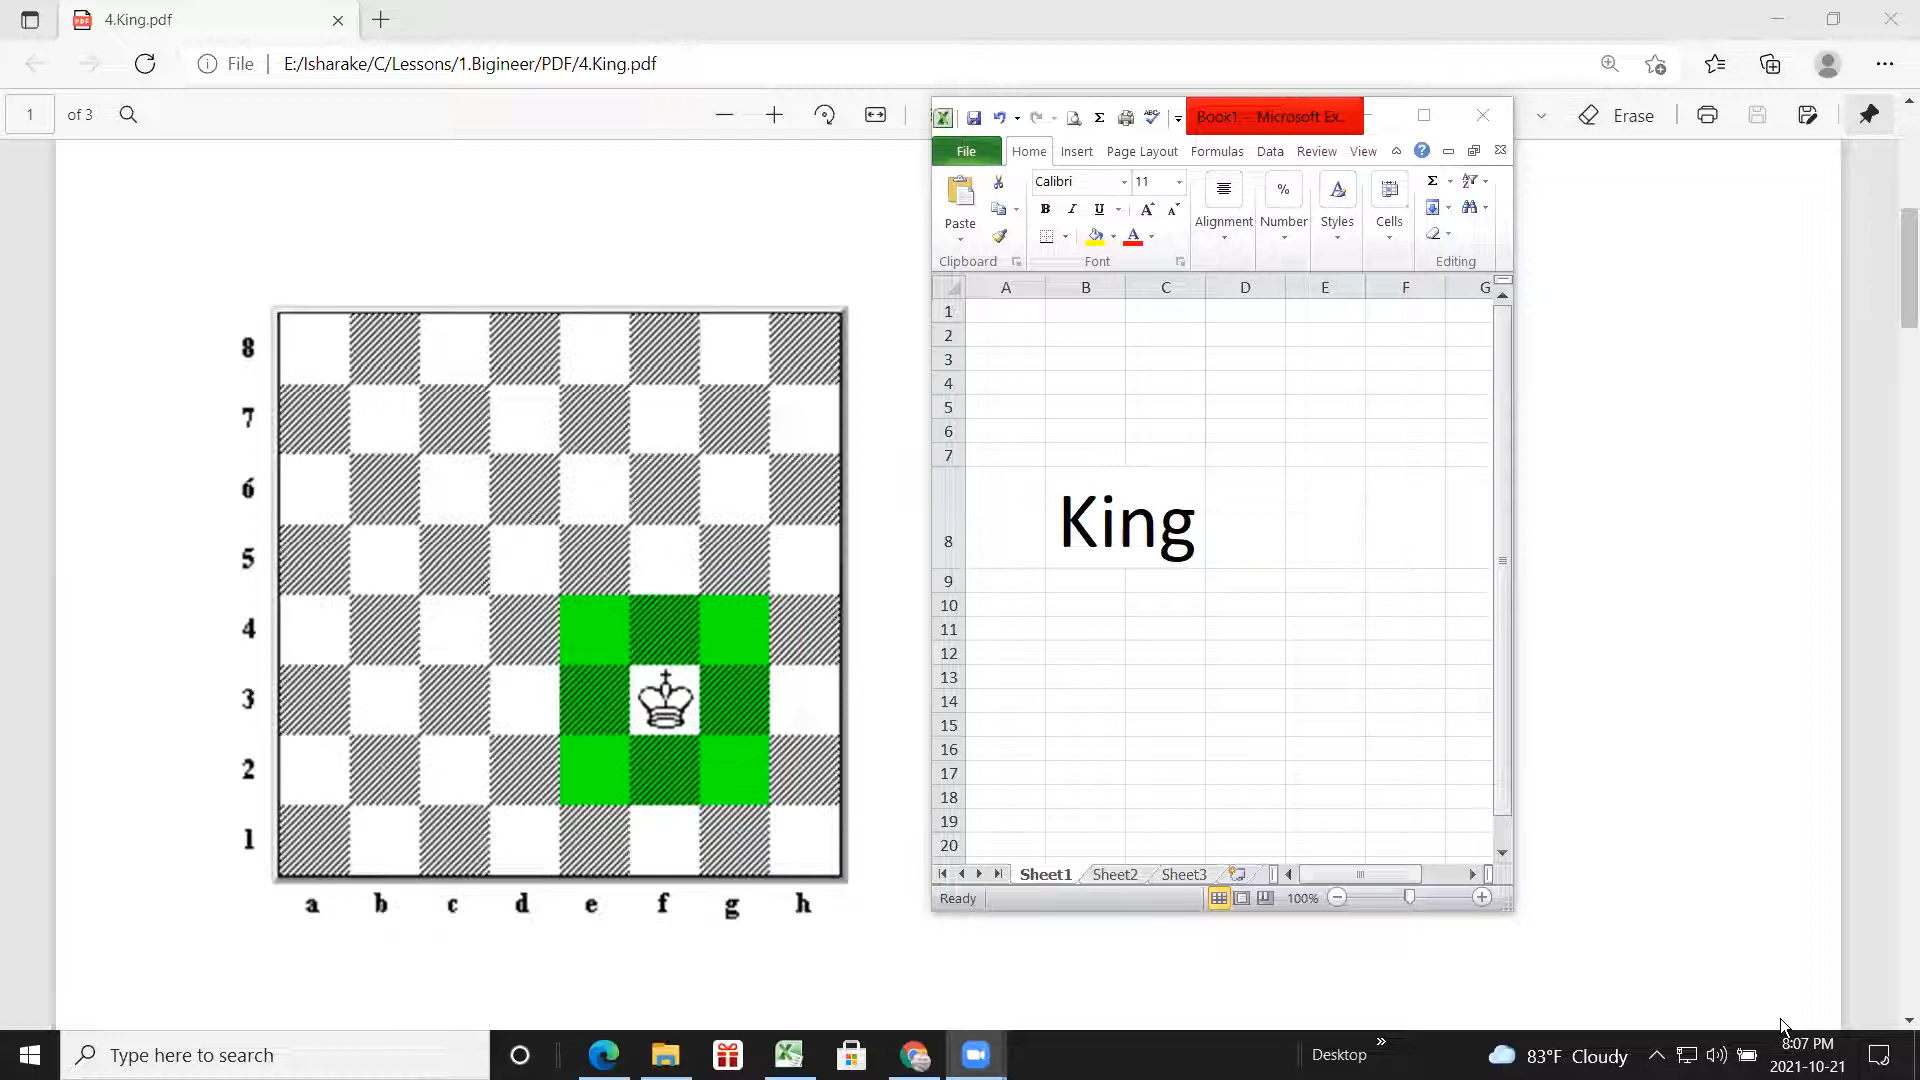 4.King.pdf
File
E:/Isharake/C/Lessons/1.Bigineer/PDF/4.King.pdf
1 of 3
Erase
Book1 - Microsoft Ex...
File Home Insert Page Layout Formulas Data Review View
Calibri 11
Paste
B I U A A
A
Alignment Number Styles Cells
Clipboard Font Editing
A B C D E F G
1
2
3
4
5
6
7
8 King
9
10
11
12
13
14
15
16
17
18
19
20
Sheet1 Sheet2 Sheet3
Ready 100%
8
7
6
5
4
3
2
1
a b c d e f g h
Type here to search
Desktop
83°F Cloudy
8:07 PM
2021-10-21